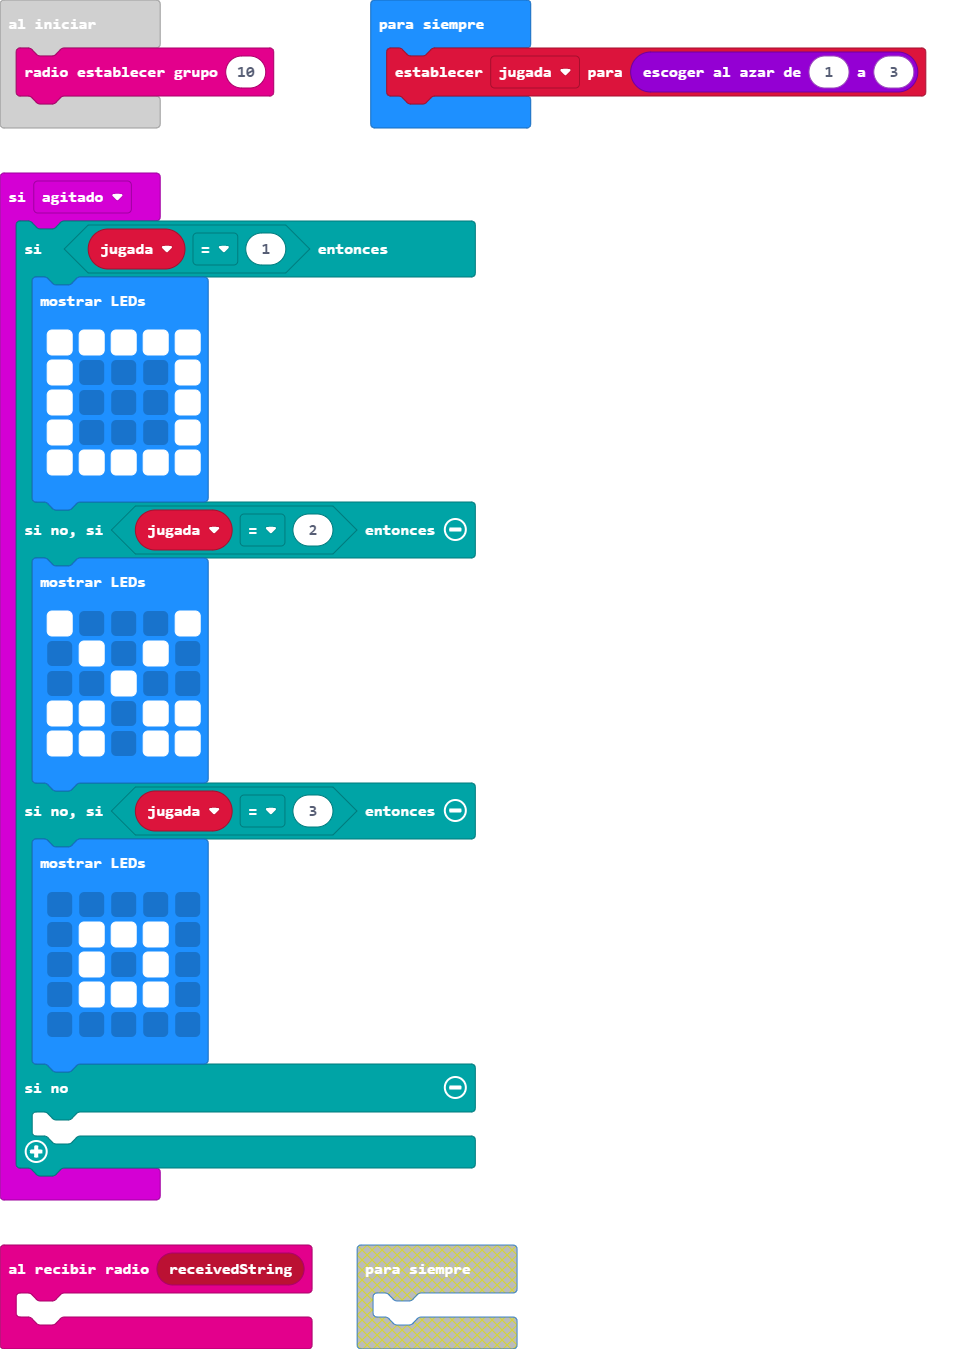 al iniciar
radio establecer grupo 10
para siempre
establecer jugada para escoger al azar de 1 a 3
si agitado
si jugada = 1 entonces
mostrar LEDs
si no, si jugada = 2 entonces
mostrar LEDs
si no, si jugada = 3 entonces
mostrar LEDs
si no
al recibir radio receivedString
para siempre